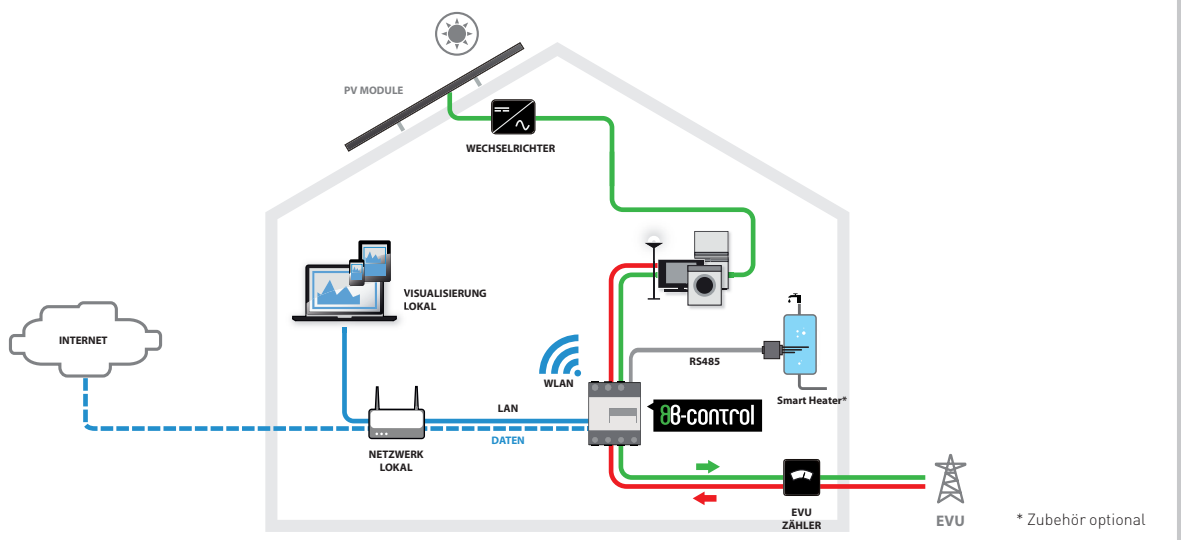 PV MODULE
WECHSELRICHTER
VISUALISIERUNG
LOKAL
INTERNET
WLAN
RS485
Smart Heater*
LAN
B-control
DATEN
NETZWERK
LOKAL
EVU
ZÄHLER
EVU
* Zubehör optional